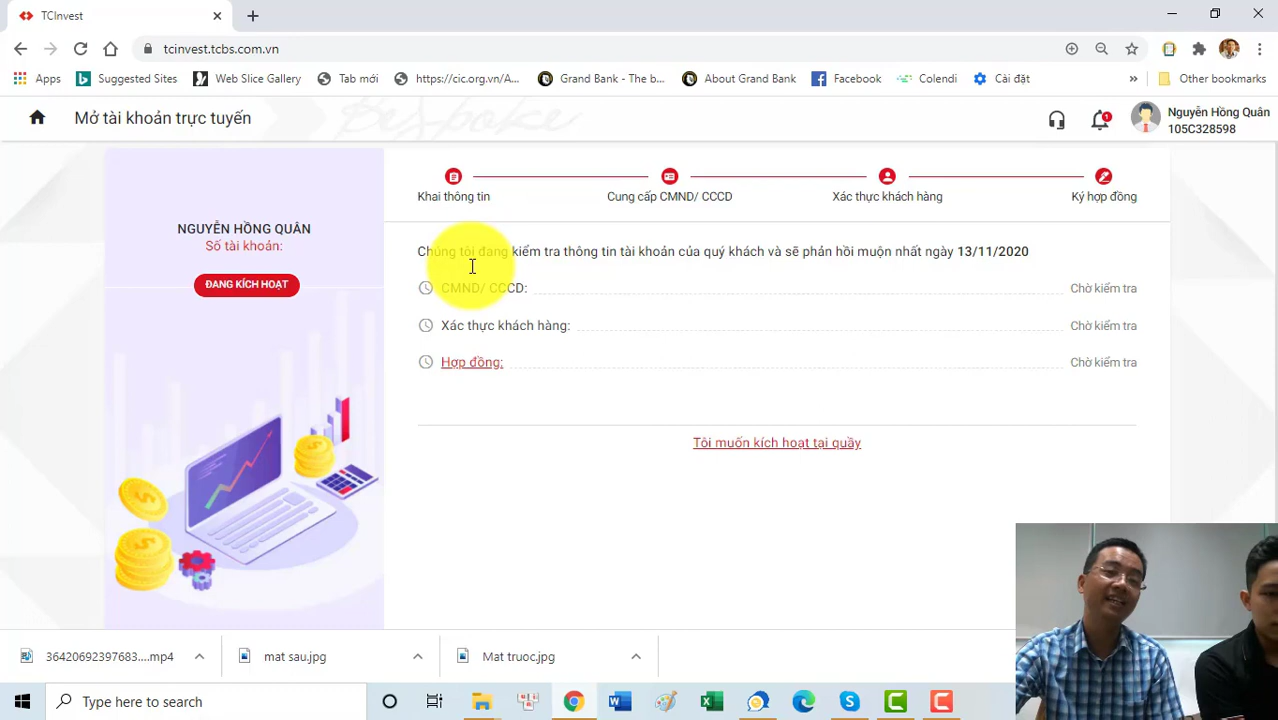 TCInvest
tcinvest.tcbs.com.vn
Apps
Suggested Sites
Web Slice Gallery
Tab mới
https://cic.org.vn/A...
Grand Bank - The b...
About Grand Bank
Facebook
Colendi
Cài đặt
»
Other bookmarks
Mở tài khoản trực tuyến
Bespoke
1
Nguyễn Hồng Quân
105C328598
NGUYỄN HỒNG QUÂN
Số tài khoản:
ĐANG KÍCH HOẠT
Khai thông tin
Cung cấp CMND/ CCCD
Xác thực khách hàng
Ký hợp đồng
Chúng tôi đang kiểm tra thông tin tài khoản của quý khách và sẽ phản hồi muộn nhất ngày 13/11/2020
CMND/ CCCD: Chờ kiểm tra
Xác thực khách hàng: Chờ kiểm tra
Hợp đồng: Chờ kiểm tra
Tôi muốn kích hoạt tại quầy
36420692397683....mp4
mat sau.jpg
Mat truoc.jpg
Type here to search